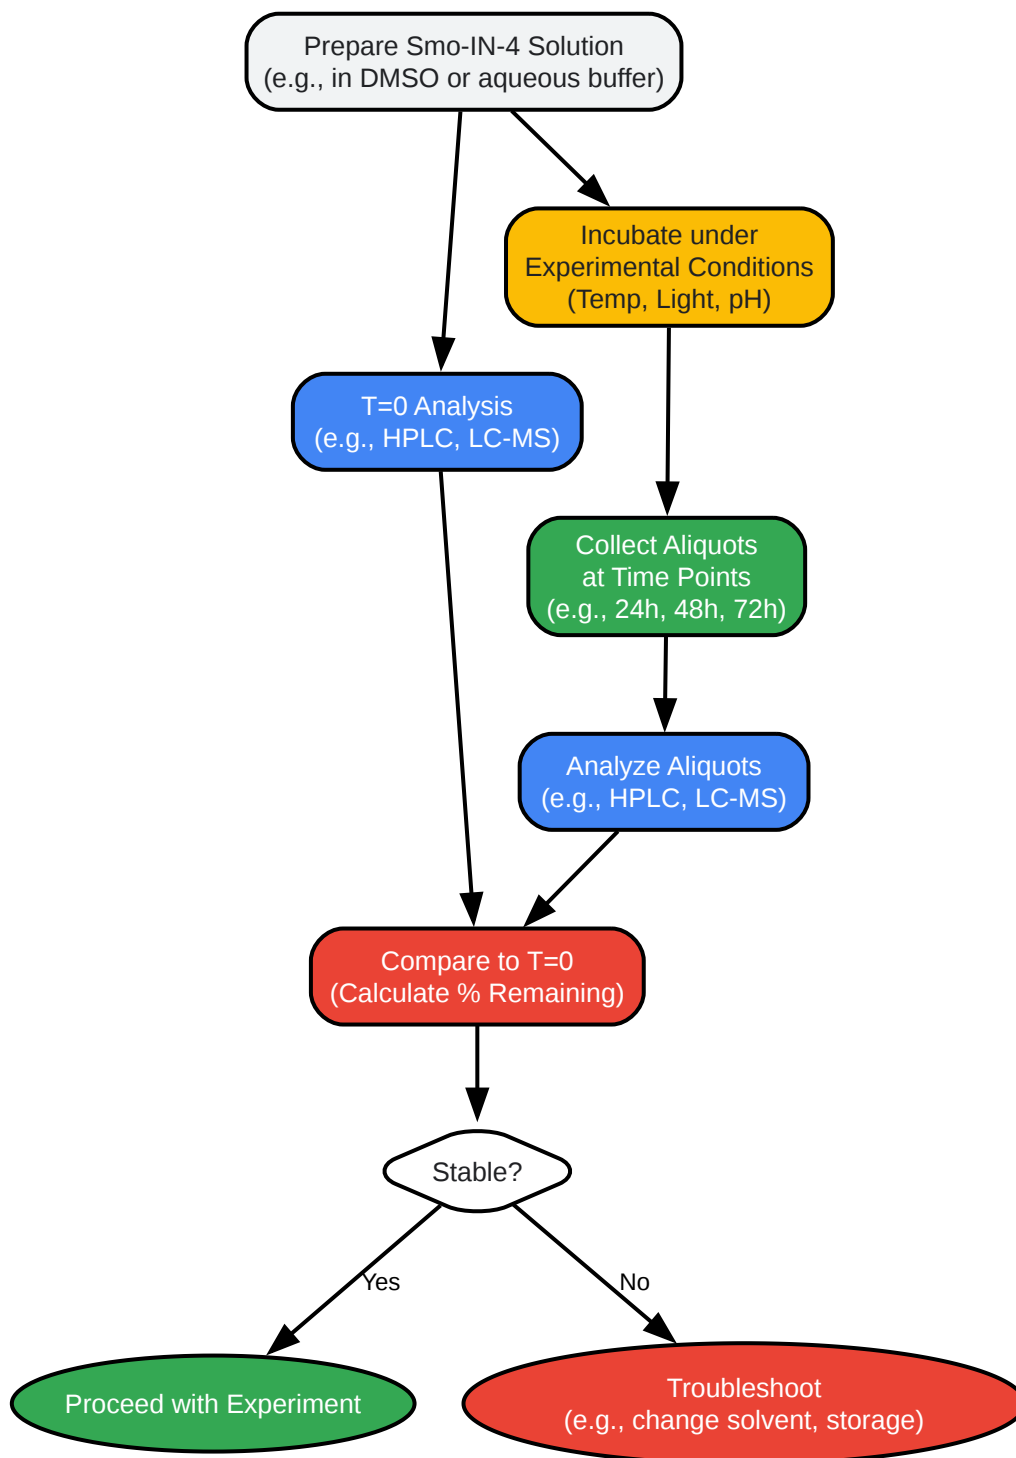 Prepare Smo-IN-4 Solution
(e.g., in DMSO or aqueous buffer)
Incubate under
Experimental Conditions
(Temp, Light, pH)
T=0 Analysis
(e.g., HPLC, LC-MS)
Collect Aliquots
at Time Points
(e.g., 24h, 48h, 72h)
Analyze Aliquots
(e.g., HPLC, LC-MS)
Compare to T=0
(Calculate % Remaining)
Stable?
Yes
No
Proceed with Experiment
Troubleshoot
(e.g., change solvent, storage)